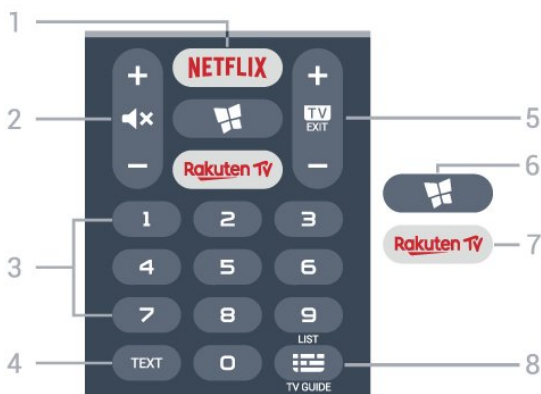 1
NETFLIX
+ +
2
TV
EXIT
5
6
- -
Rakuten TV
1 2 3
Rakuten TV
7
3
4 5 6
7 8 9
LIST
4
TEXT 0
8
TV GUIDE